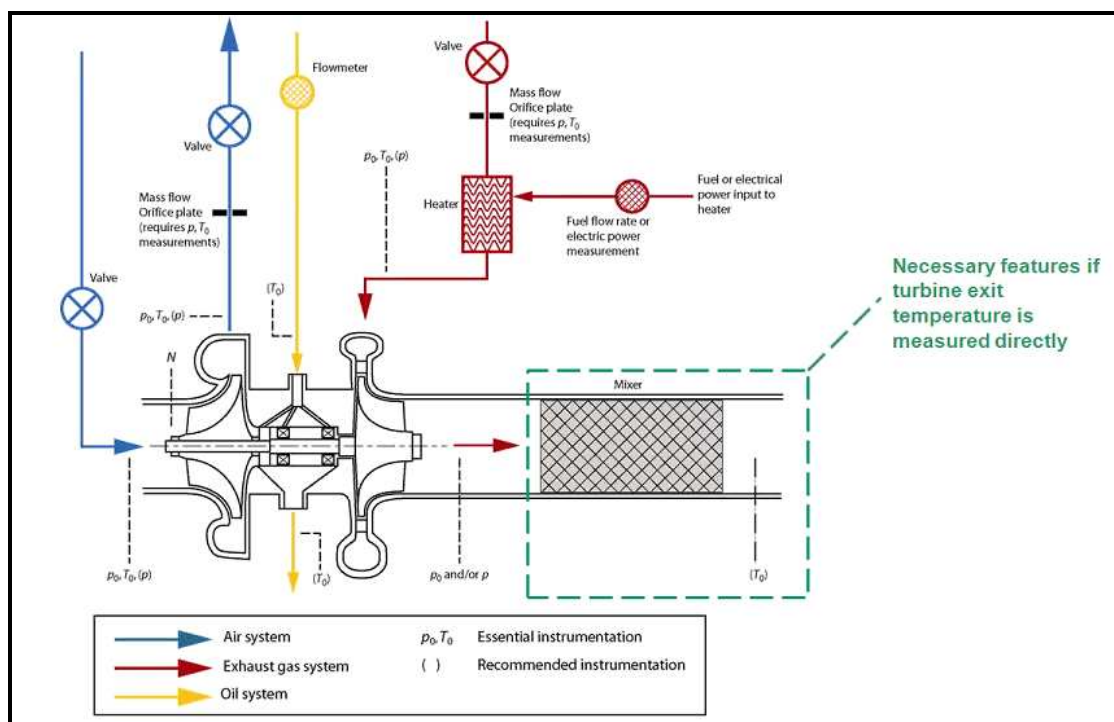 Flowmeter
Valve
Mass flow
Orifice plate
(requires p, T0
measurements)
Valve
p0, T0, (p)
Mass flow
Orifice plate
(requires p, T0
measurements)
Heater
Fuel or electrical
power input to
heater
Fuel flow rate or
electric power
measurement
Valve
(T0)
p0, T0, (p)
N
Necessary features if
turbine exit
temperature is
measured directly
Mixer
p0, T0, (p)
(T0)
p0 and/or p
(T0)
Air system
p0, T0 Essential instrumentation
Exhaust gas system
( ) Recommended instrumentation
Oil system